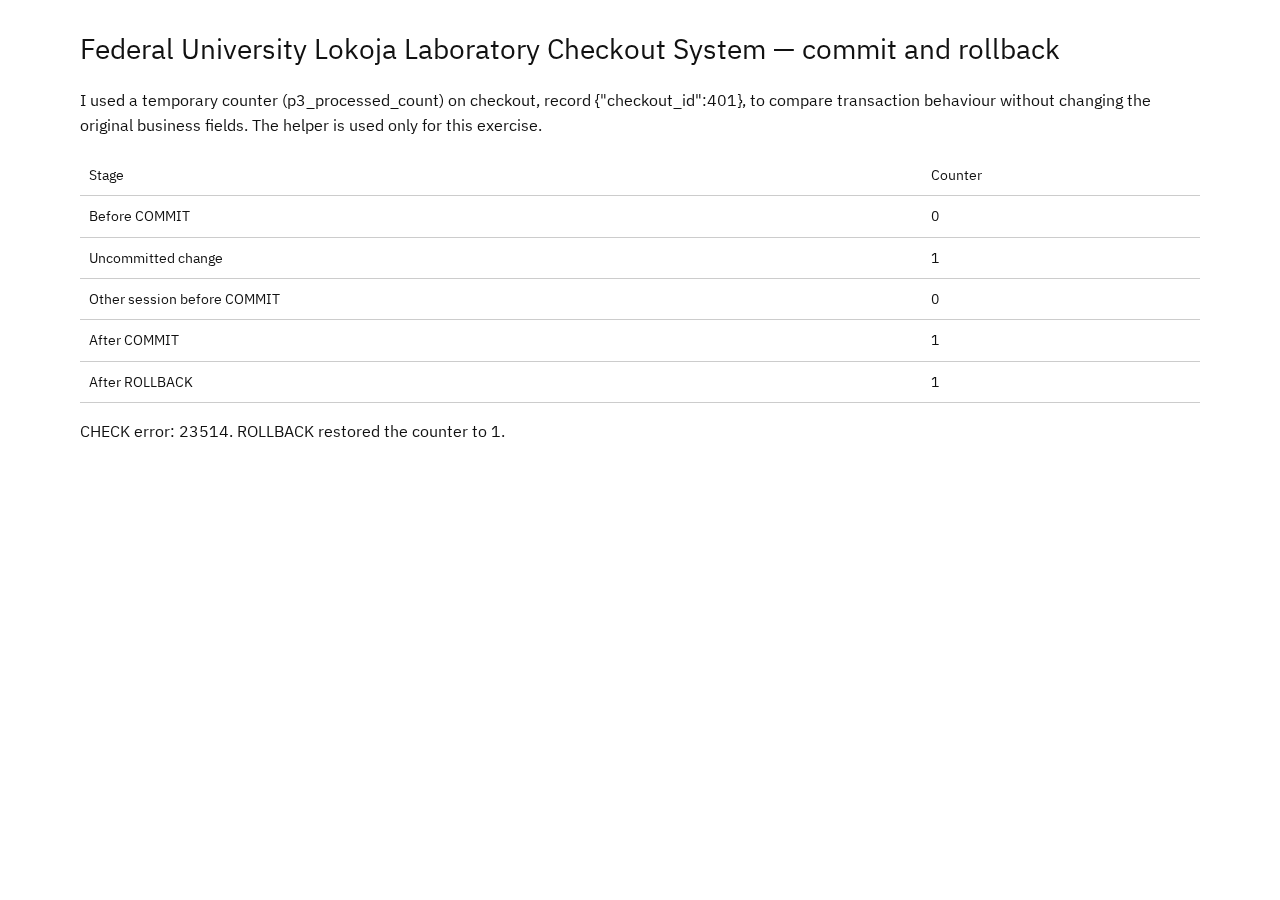 Federal University Lokoja Laboratory Checkout System — commit and rollback
I used a temporary counter (p3_processed_count) on checkout, record {"checkout_id":401}, to compare transaction behaviour without changing the
original business fields. The helper is used only for this exercise.
Stage Counter
Before COMMIT 0
Uncommitted change 1
Other session before COMMIT 0
After COMMIT 1
After ROLLBACK 1
CHECK error: 23514. ROLLBACK restored the counter to 1.